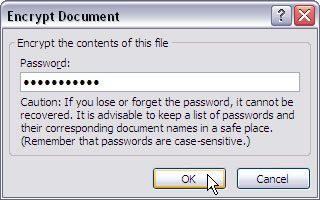 Encrypt Document
Encrypt the contents of this file
Password:
•••••••••••
Caution: If you lose or forget the password, it cannot be
recovered. It is advisable to keep a list of passwords and
their corresponding document names in a safe place.
(Remember that passwords are case-sensitive.)
OK
Cancel